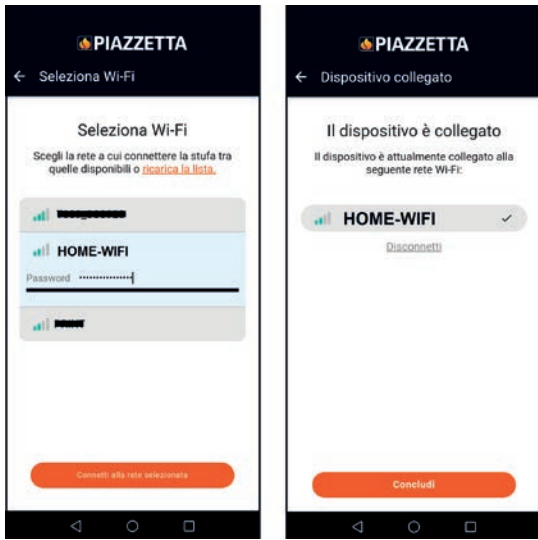 PIAZZETTA
Seleziona Wi-Fi
Seleziona Wi-Fi
Scegli la rete a cui connettere la stufa tra
quelle disponibili o ricarica la lista.
HOME-WIFI
Password ················
Connetti alla rete selezionata
PIAZZETTA
Dispositivo collegato
Il dispositivo è collegato
Il dispositivo è attualmente collegato alla
seguente rete Wi-Fi:
HOME-WIFI
Disconnetti
Concludi